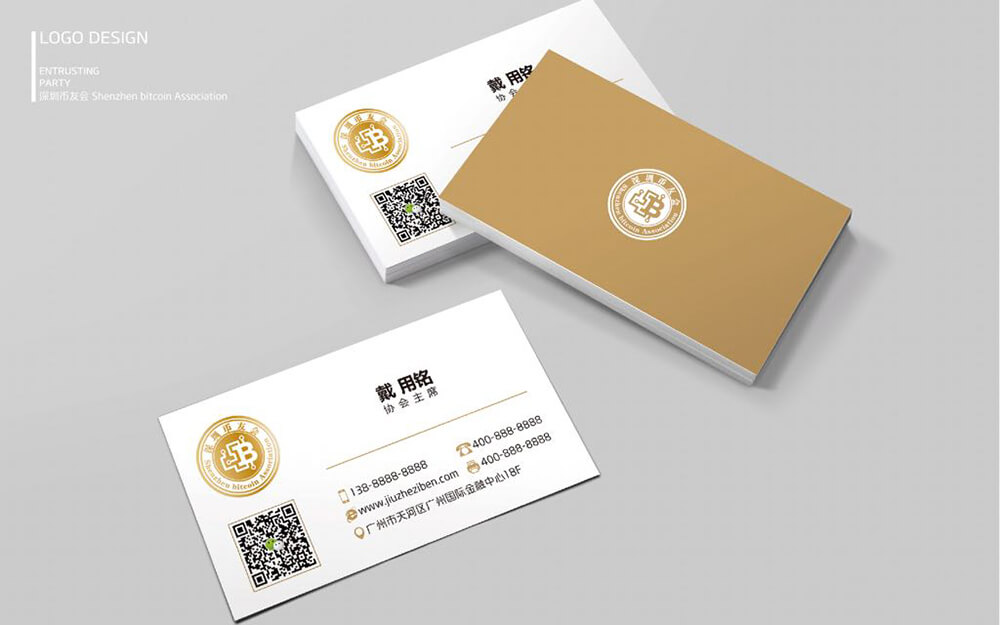 LOGO DESIGN
ENTRUSTING
PARTY
深圳币友会 Shenzhen bitcoin Association
戴 用铭
协会
深圳币友会
Shenzhen bitcoin Association
深圳币友会
Shenzhen bitcoin Association
戴 用铭
协会主席
深圳币友会
Shenzhen bitcoin Association
138-8888-8888
400-888-8888
www.jiuzheziben.com
400-888-8888
广州市天河区广州国际金融中心18F